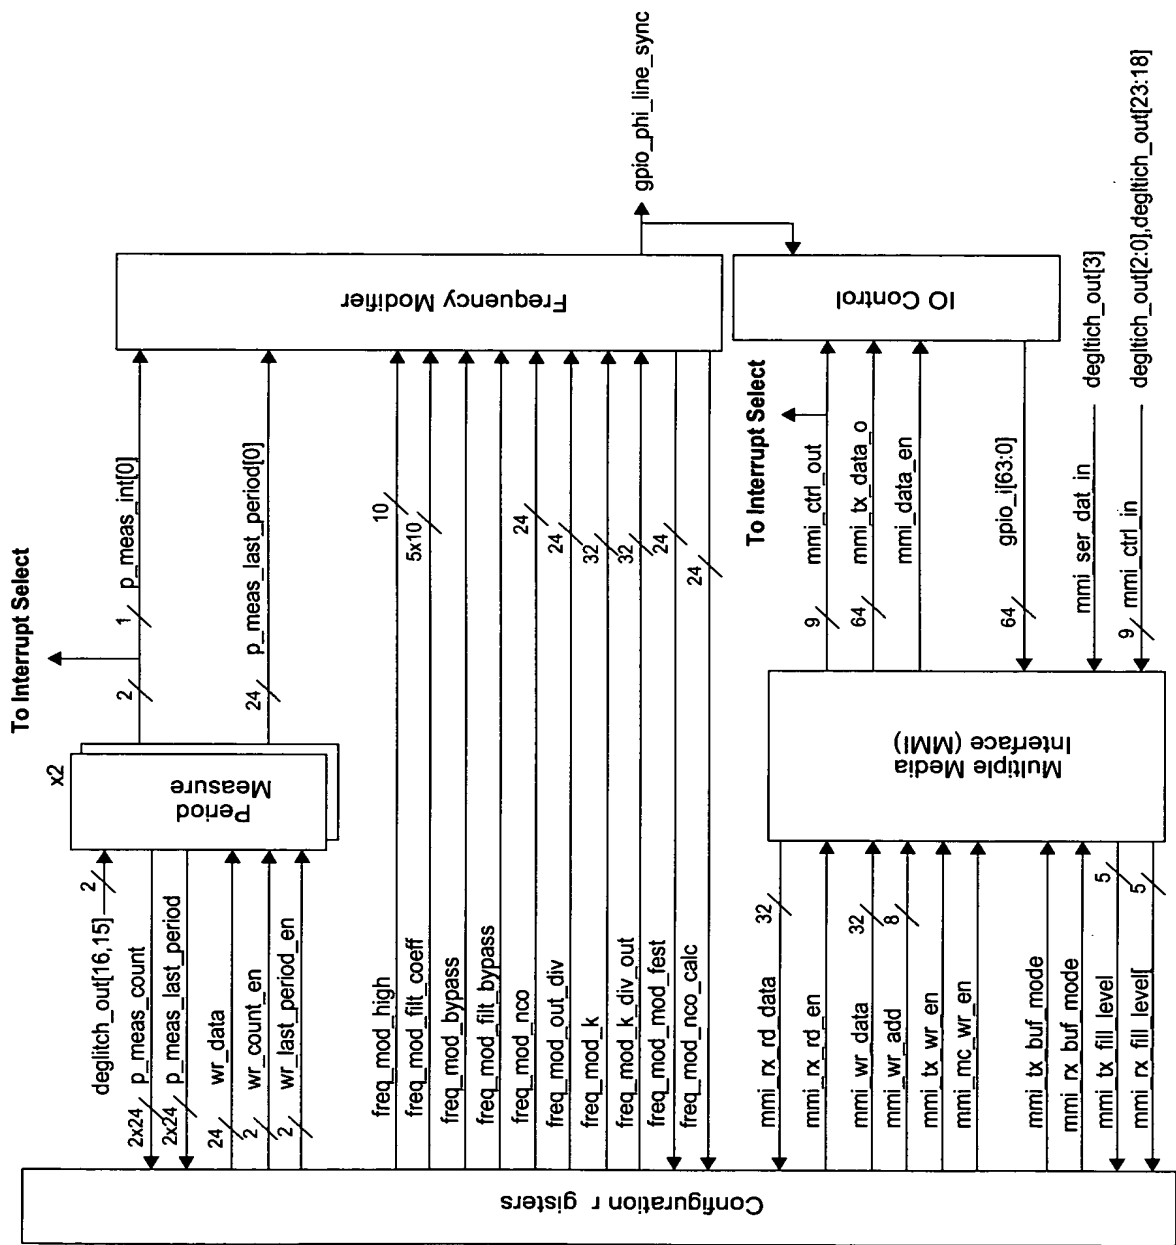 To Interrupt Select
x2
Period
Measure
deglitch_out[16,15]
2
2x24
p_meas_count
2x24
p_meas_last_period
24
wr_data
2
wr_count_en
2
wr_last_period_en
2
1
p_meas_int[0]
24
p_meas_last_period[0]
Frequency Modifier
gpio_phi_line_sync
freq_mod_high
10
freq_mod_filt_coeff
5x10
freq_mod_bypass
freq_mod_filt_bypass
freq_mod_nco
24
freq_mod_out_div
24
freq_mod_k
32
freq_mod_k_div_out
32
freq_mod_mod_fest
24
freq_mod_nco_calc
24
To Interrupt Select
IO Control
9
mmi_ctrl_out
64
mmi_tx_data_o
mmi_data_en
64
gpio_i[63:0]
mmi_ser_dat_in
degltich_out[3]
9
mmi_ctrl_in
degltich_out[2:0],degltich_out[23:18]
Multiple Media
Interface (MMI)
mmi_rx_rd_data
32
mmi_rx_rd_en
mmi_wr_data
32
mmi_wr_add
8
mmi_tx_wr_en
mmi_mc_wr_en
mmi_tx_buf_mode
mmi_rx_buf_mode
mmi_tx_fill_level
5
mmi_rx_fill_level[
5
Configuration r gisters